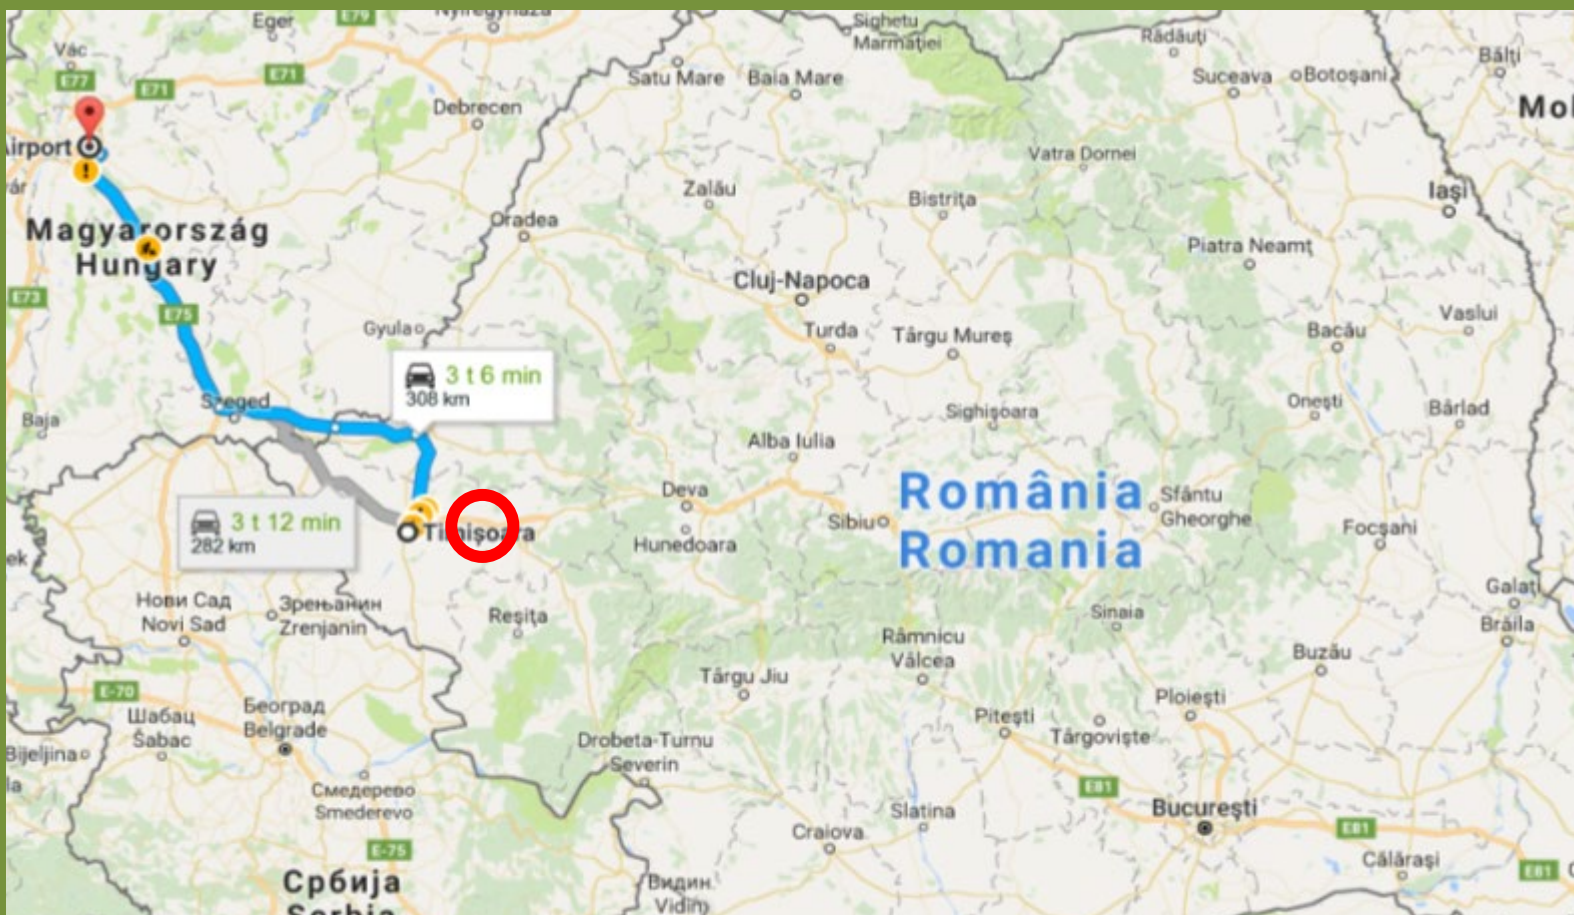 Eger
E79
Vác
E77
E71
E71
Airport
Debrecen
Satu Mare
Baia Mare
Sighetu
Marmației
Rădăuți
Suceava
Botoșani
Bălți
Vatra Dornei
Iași
Zalău
Bistrița
Oradea
Magyarország
Hungary
E73
E75
Piatra Neamț
Cluj-Napoca
Gyula
Turda
Târgu Mureș
Bacău
Vaslui
3 t 6 min
308 km
Szeged
Baja
Sighișoara
Onești
Bârlad
Alba Iulia
Deva
Hunedoara
Sibiu
România
Romania
Sfântu
Gheorghe
Focșani
3 t 12 min
282 km
Timișoara
Нови Сад
Novi Sad
Зрењанин
Zrenjanin
Reșița
Sinaia
Galați
Brăila
Râmnicu
Vâlcea
Buzău
Târgu Jiu
E-70
Шабац
Šabac
Београд
Belgrade
Bijeljina
Ploiești
Pitești
Târgoviște
Drobeta-Turnu
Severin
Смедерево
Smederevo
E81
București
E81
Slatina
Craiova
Călărași
E81
E-75
Србија
Serbia
Видин
Vidin